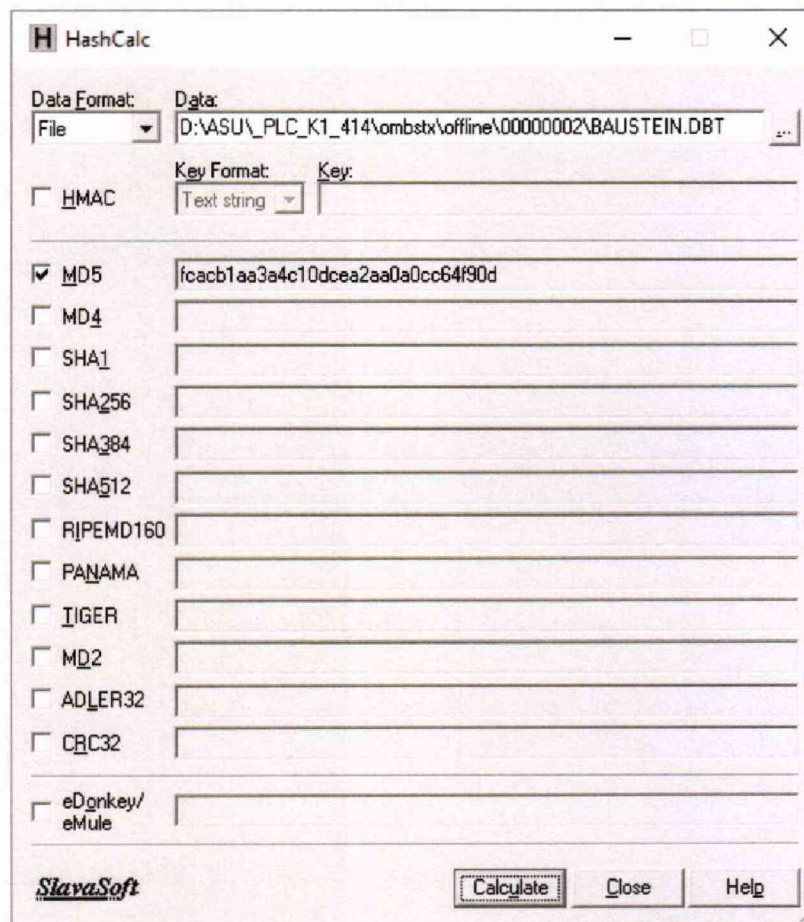 HashCalc
Data Format: Data:
File D:\ASU\_PLC_K1_414\ombstx\offline\00000002\BAUSTEIN.DBT ...
Key Format: Key:
HMAC Text string
MD5 fcacb1aa3a4c10dcea2aa0a0cc64f90d
MD4
SHA1
SHA256
SHA384
SHA512
RIPEMD160
PANAMA
TIGER
MD2
ADLER32
CRC32
eDonkey/
eMule
SlavaSoft Calculate Close Help